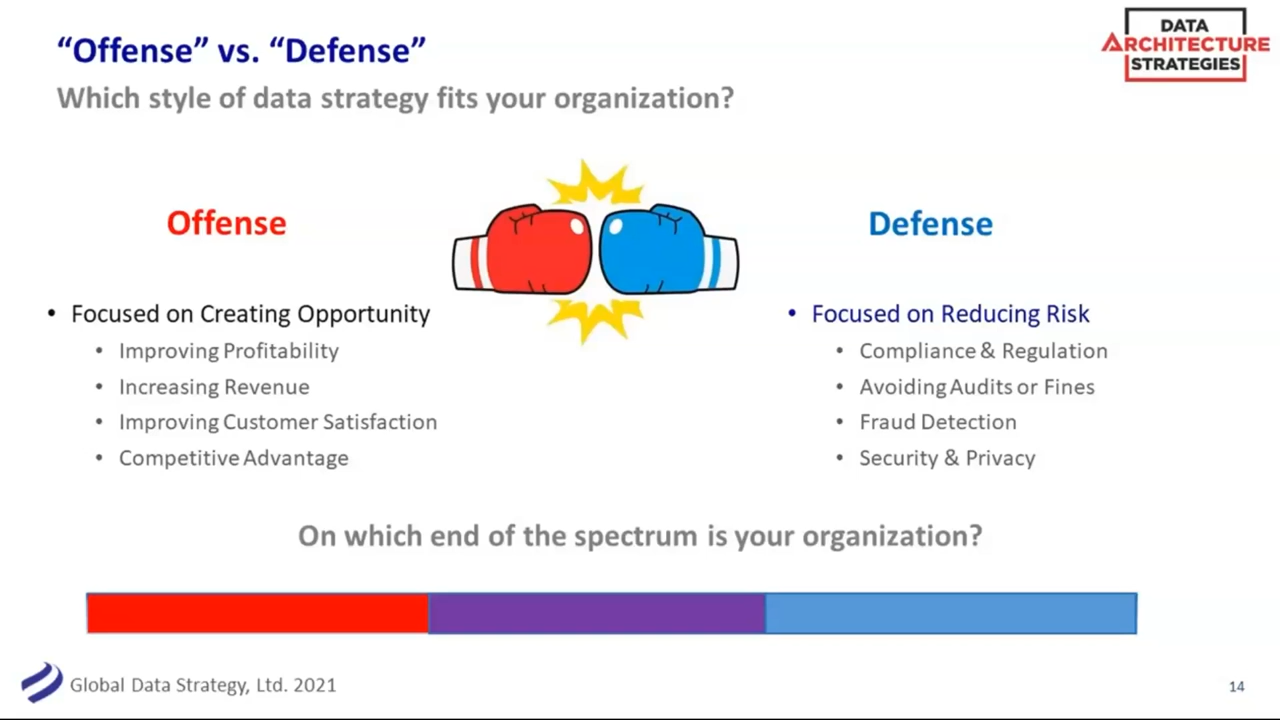 “Offense” vs. “Defense”
Which style of data strategy fits your organization?
DATA
ARCHITECTURE
STRATEGIES
Offense
• Focused on Creating Opportunity
• Improving Profitability
• Increasing Revenue
• Improving Customer Satisfaction
• Competitive Advantage
Defense
• Focused on Reducing Risk
• Compliance & Regulation
• Avoiding Audits or Fines
• Fraud Detection
• Security & Privacy
On which end of the spectrum is your organization?
Global Data Strategy, Ltd. 2021
14